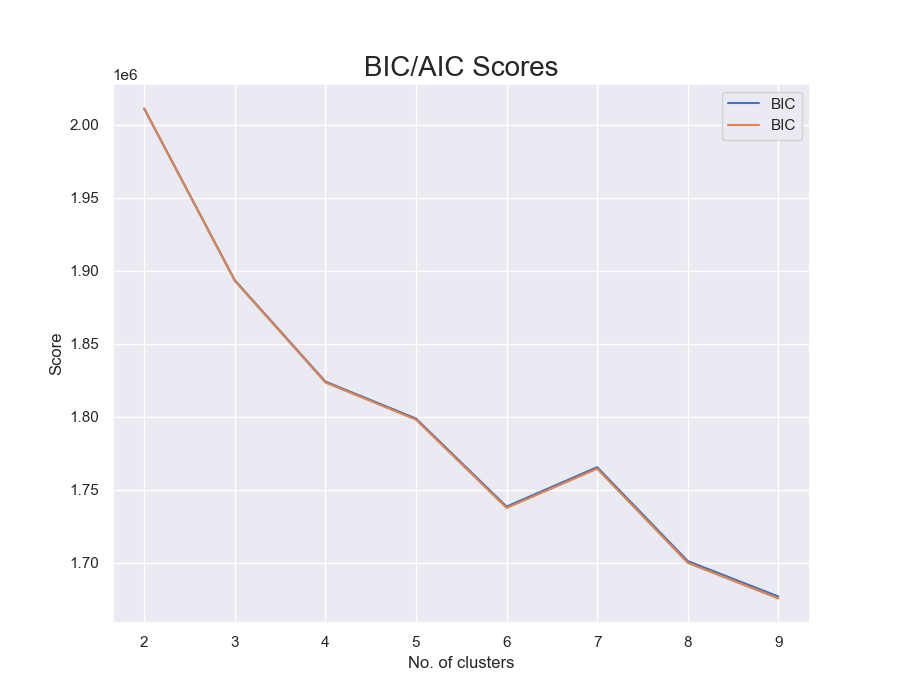 BIC/AIC Scores
1e6
BIC
BIC
2.00
1.95
1.90
1.85
1.80
1.75
1.70
Score
2 3 4 5 6 7 8 9
No. of clusters